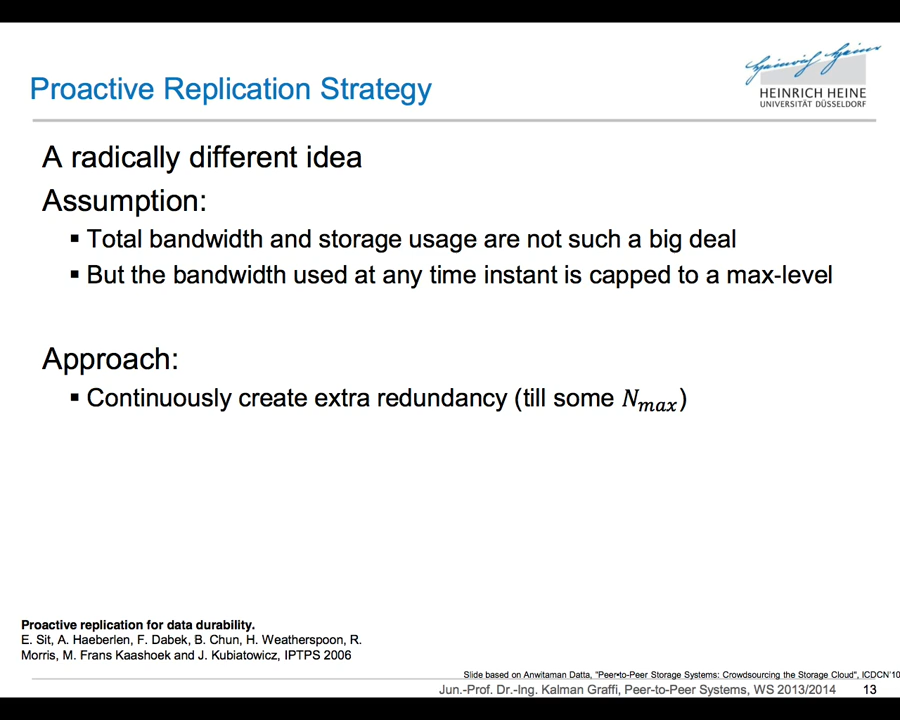 Heinrich Heine
HEINRICH HEINE
UNIVERSITÄT DÜSSELDORF
Proactive Replication Strategy
A radically different idea
Assumption:
▪ Total bandwidth and storage usage are not such a big deal
▪ But the bandwidth used at any time instant is capped to a max-level
Approach:
▪ Continuously create extra redundancy (till some N_max)
Proactive replication for data durability.
E. Sit, A. Haeberlen, F. Dabek, B. Chun, H. Weatherspoon, R.
Morris, M. Frans Kaashoek and J. Kubiatowicz, IPTPS 2006
Slide based on Anwitaman Datta, "Peer-to-Peer Storage Systems: Crowdsourcing the Storage Cloud", ICDCN'10
Jun.-Prof. Dr.-Ing. Kalman Graffi, Peer-to-Peer Systems, WS 2013/2014 13